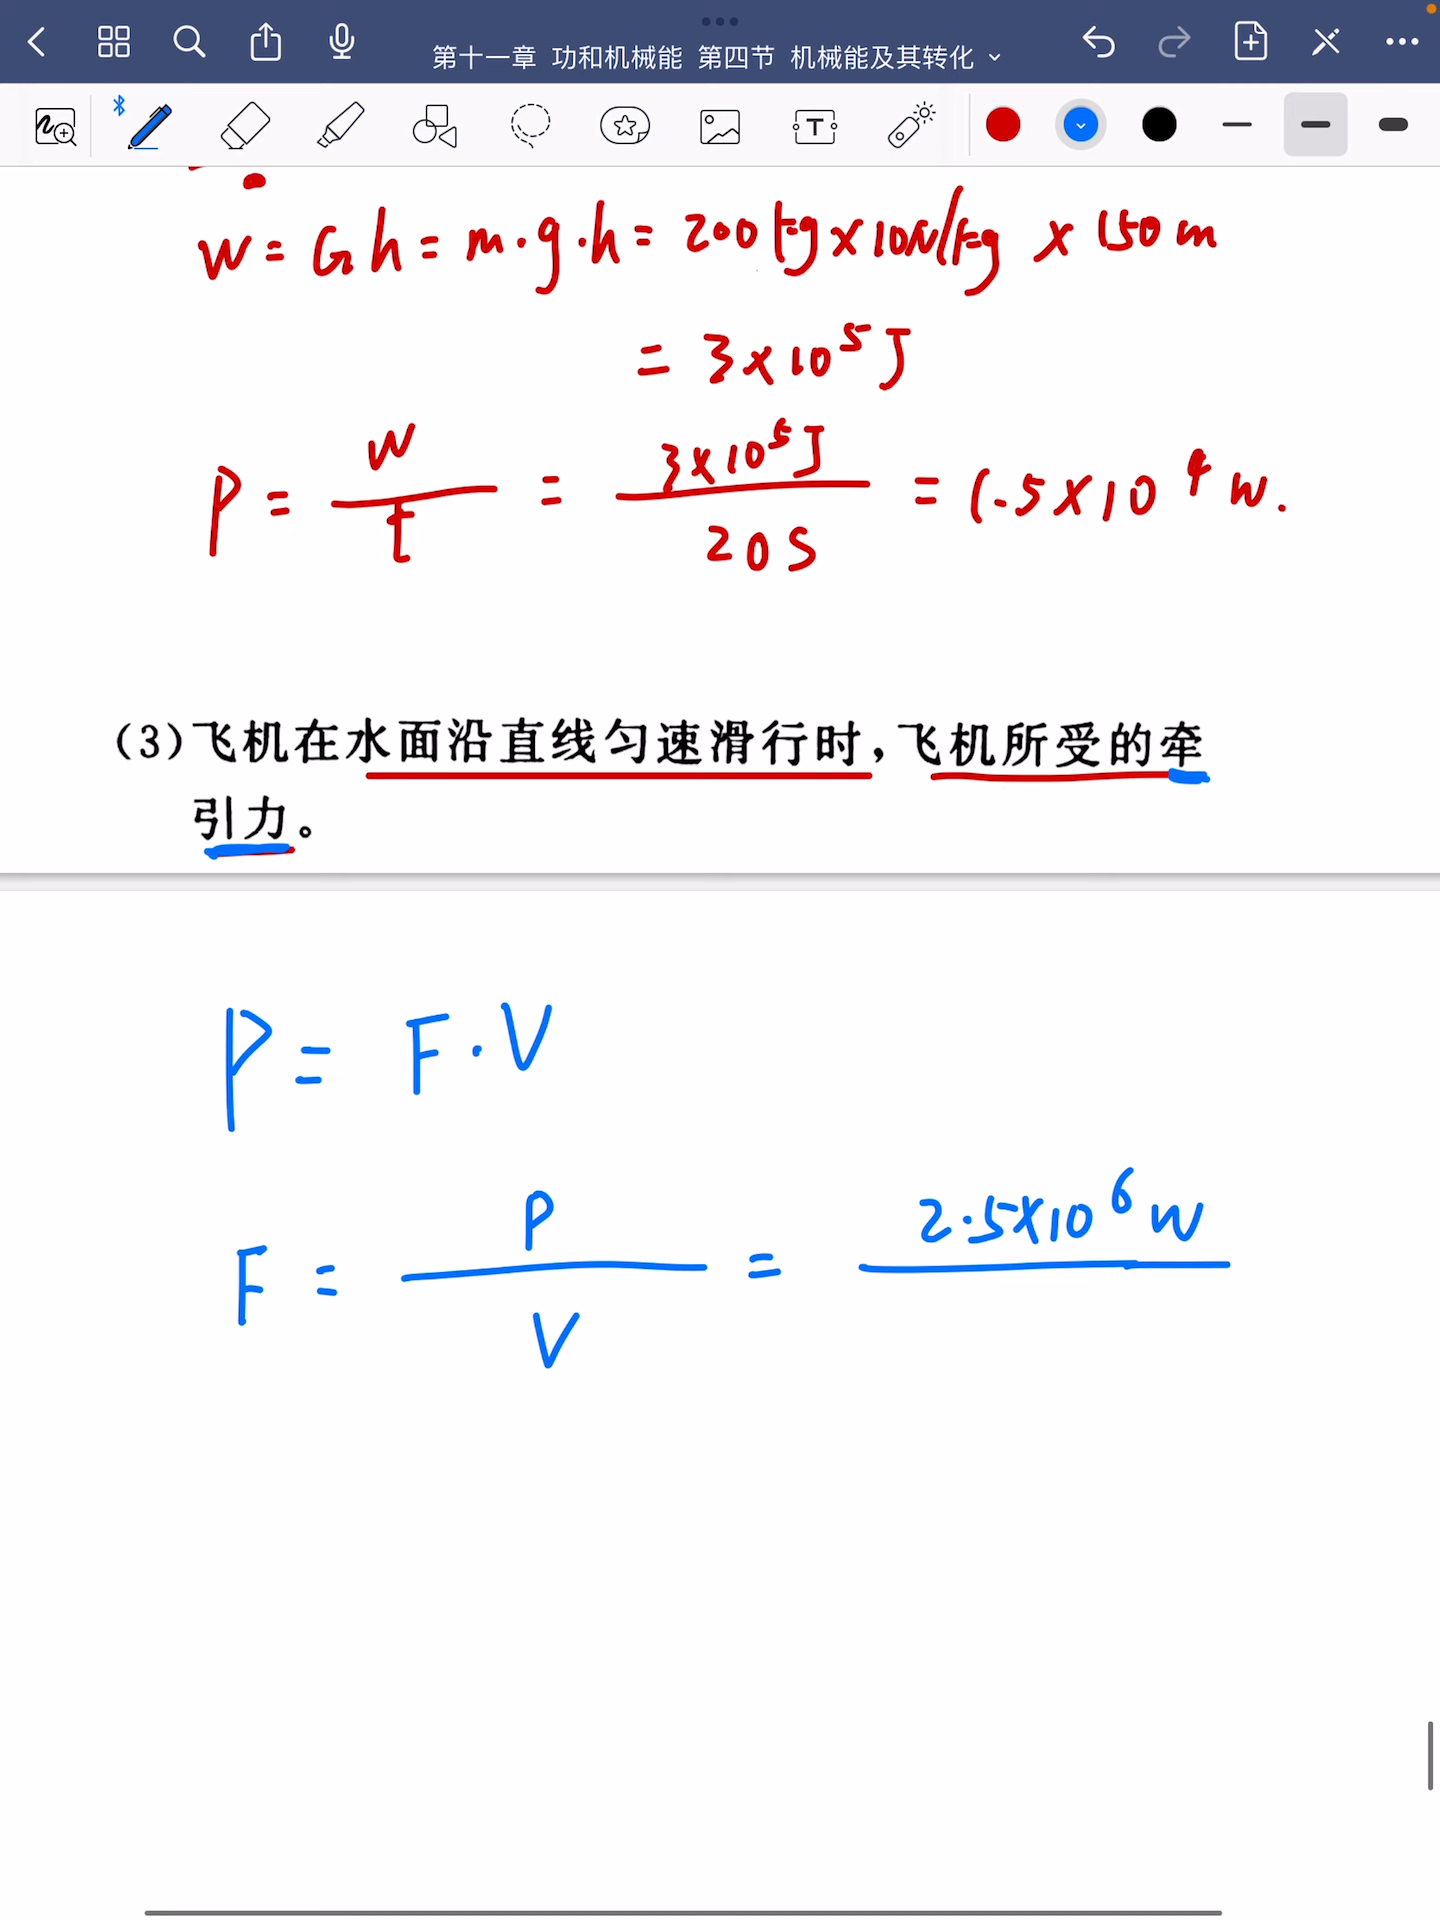 第十一章 功和机械能 第四节 机械能及其转化
T
W = Gh = m·g·h = 200kg × 10N/kg × 150m
= 3×10⁵J
P = W/t = 3×10⁵J/20s = 1.5×10⁴W.
(3)飞机在水面沿直线匀速滑行时,飞机所受的牵
引力。
P = F·V
F = P/V = 2.5×10⁶W